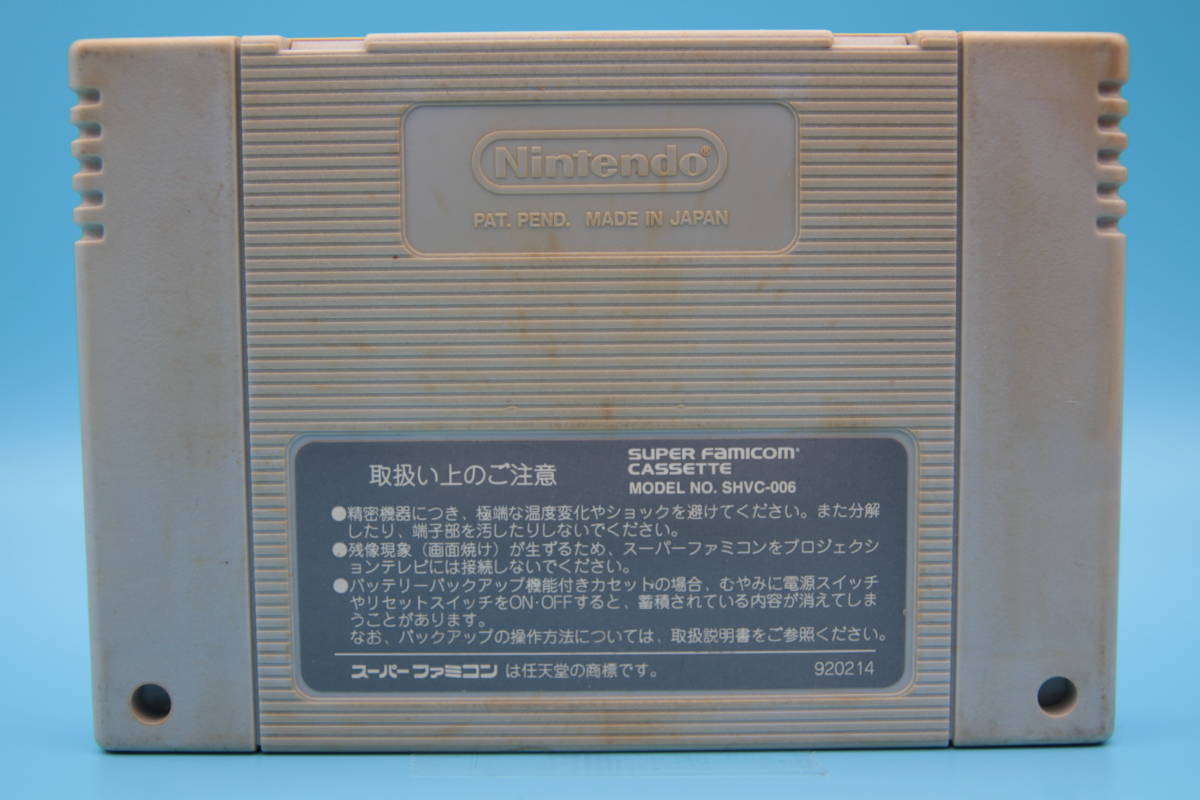 Nintendo®
PAT. PEND. MADE IN JAPAN
取扱い上のご注意
SUPER FAMICOM
CASSETTE
MODEL NO. SHVC-006
●精密機器につき、極端な温度変化やショックを避けてください。また分解
したり、端子部を汚したりしないでください。
●残像現象（画面焼け）が生ずるため、スーパーファミコンをプロジェクシ
ョンテレビには接続しないでください。
●バッテリーバックアップ機能付きカセットの場合、むやみに電源スイッチ
やリセットスイッチをON・OFFすると、蓄積されている内容が消えてしま
うことがあります。
なお、バックアップの操作方法については、取扱説明書をご参照ください。
スーパーファミコン は任天堂の商標です。
920214